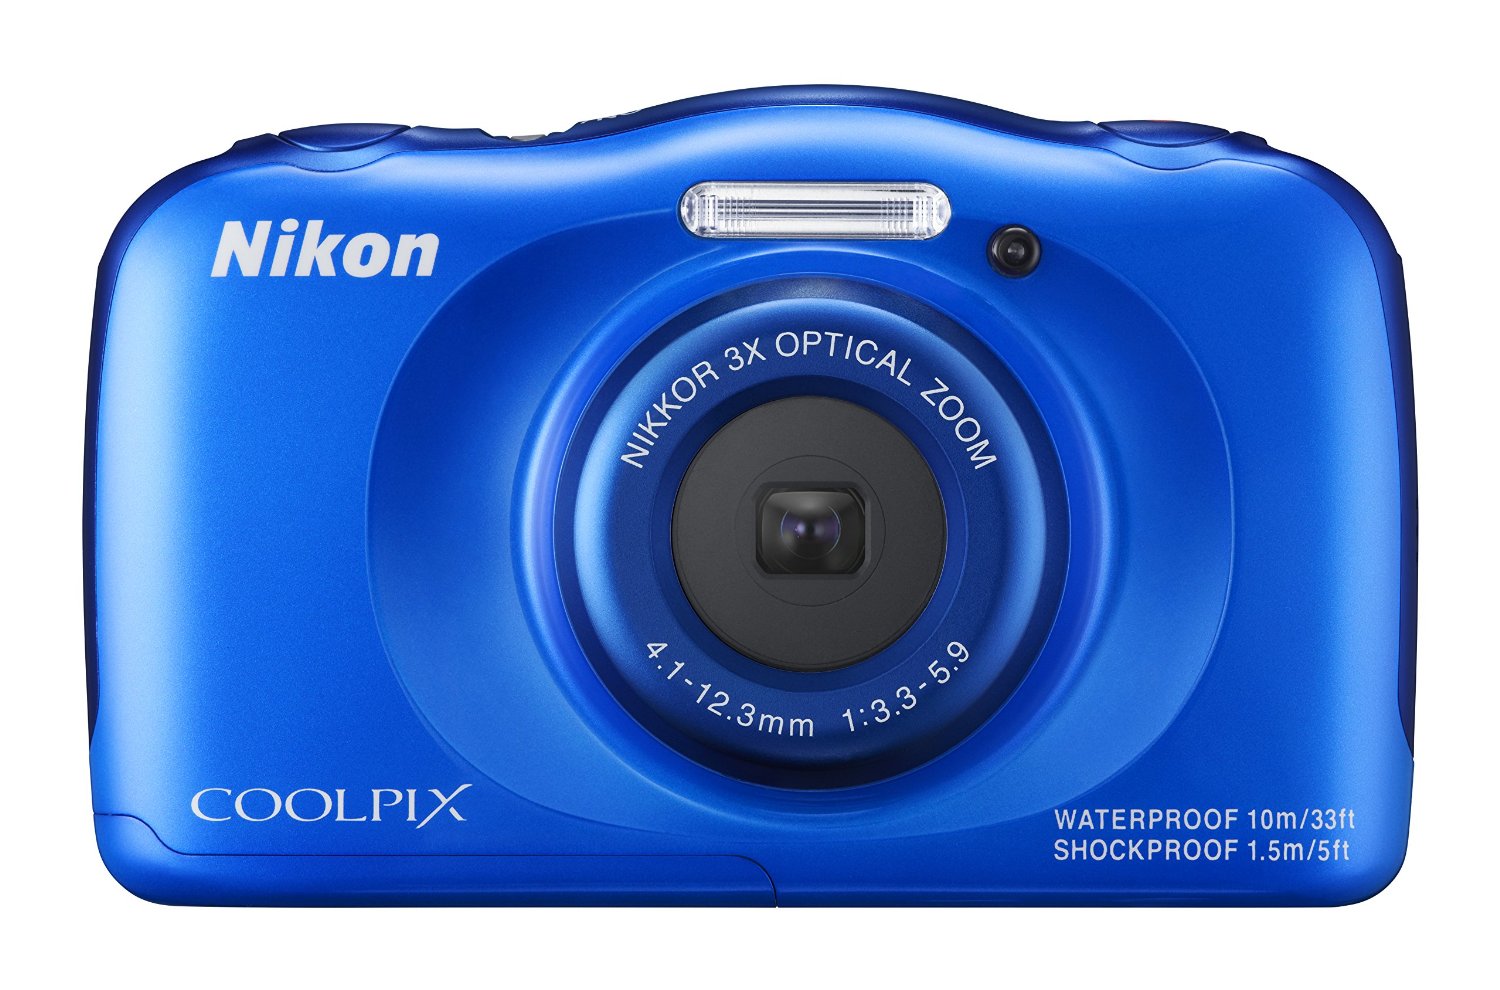 Nikon
NIKKOR 3X OPTICAL ZOOM
4.1-12.3mm 1:3.3-5.9
COOLPIX
WATERPROOF 10m/33ft
SHOCKPROOF 1.5m/5ft